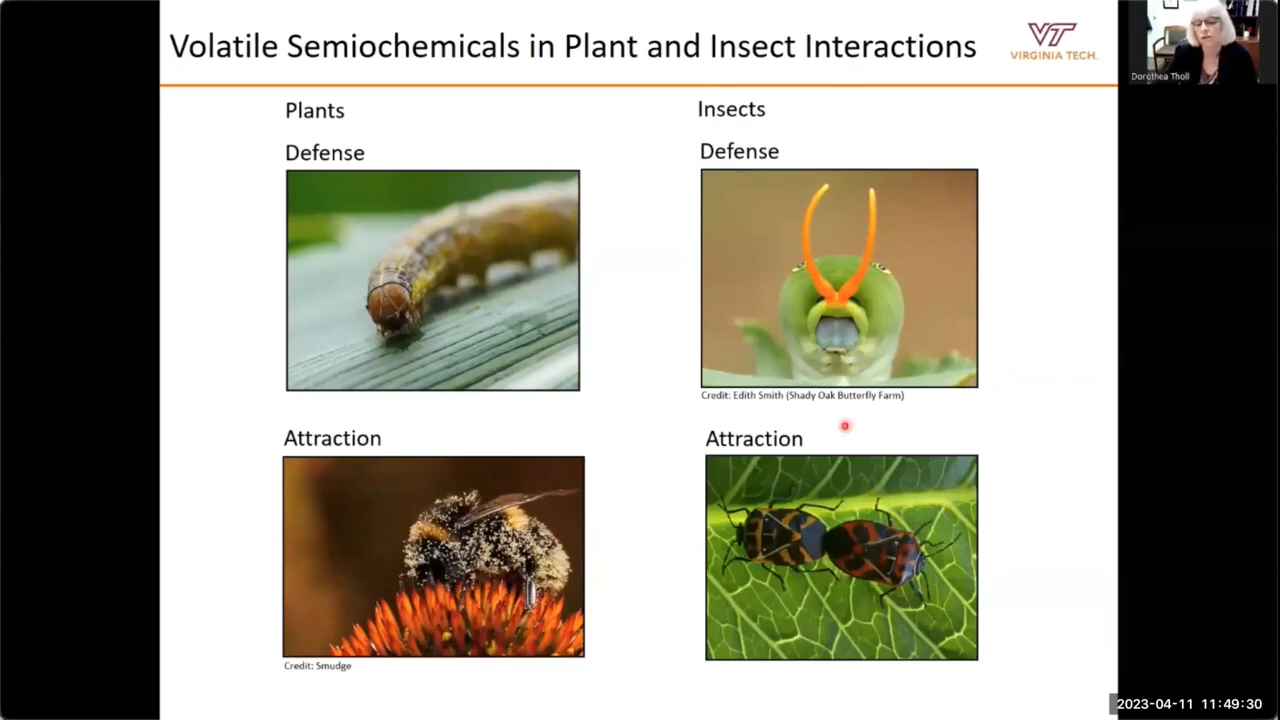 Volatile Semiochemicals in Plant and Insect Interactions
VT
VIRGINIA TECH.
Dorothea Tholl
Plants
Insects
Defense
Defense
Credit: Edith Smith (Shady Oak Butterfly Farm)
Attraction
Attraction
Credit: Smudge
2023-04-11 11:49:30